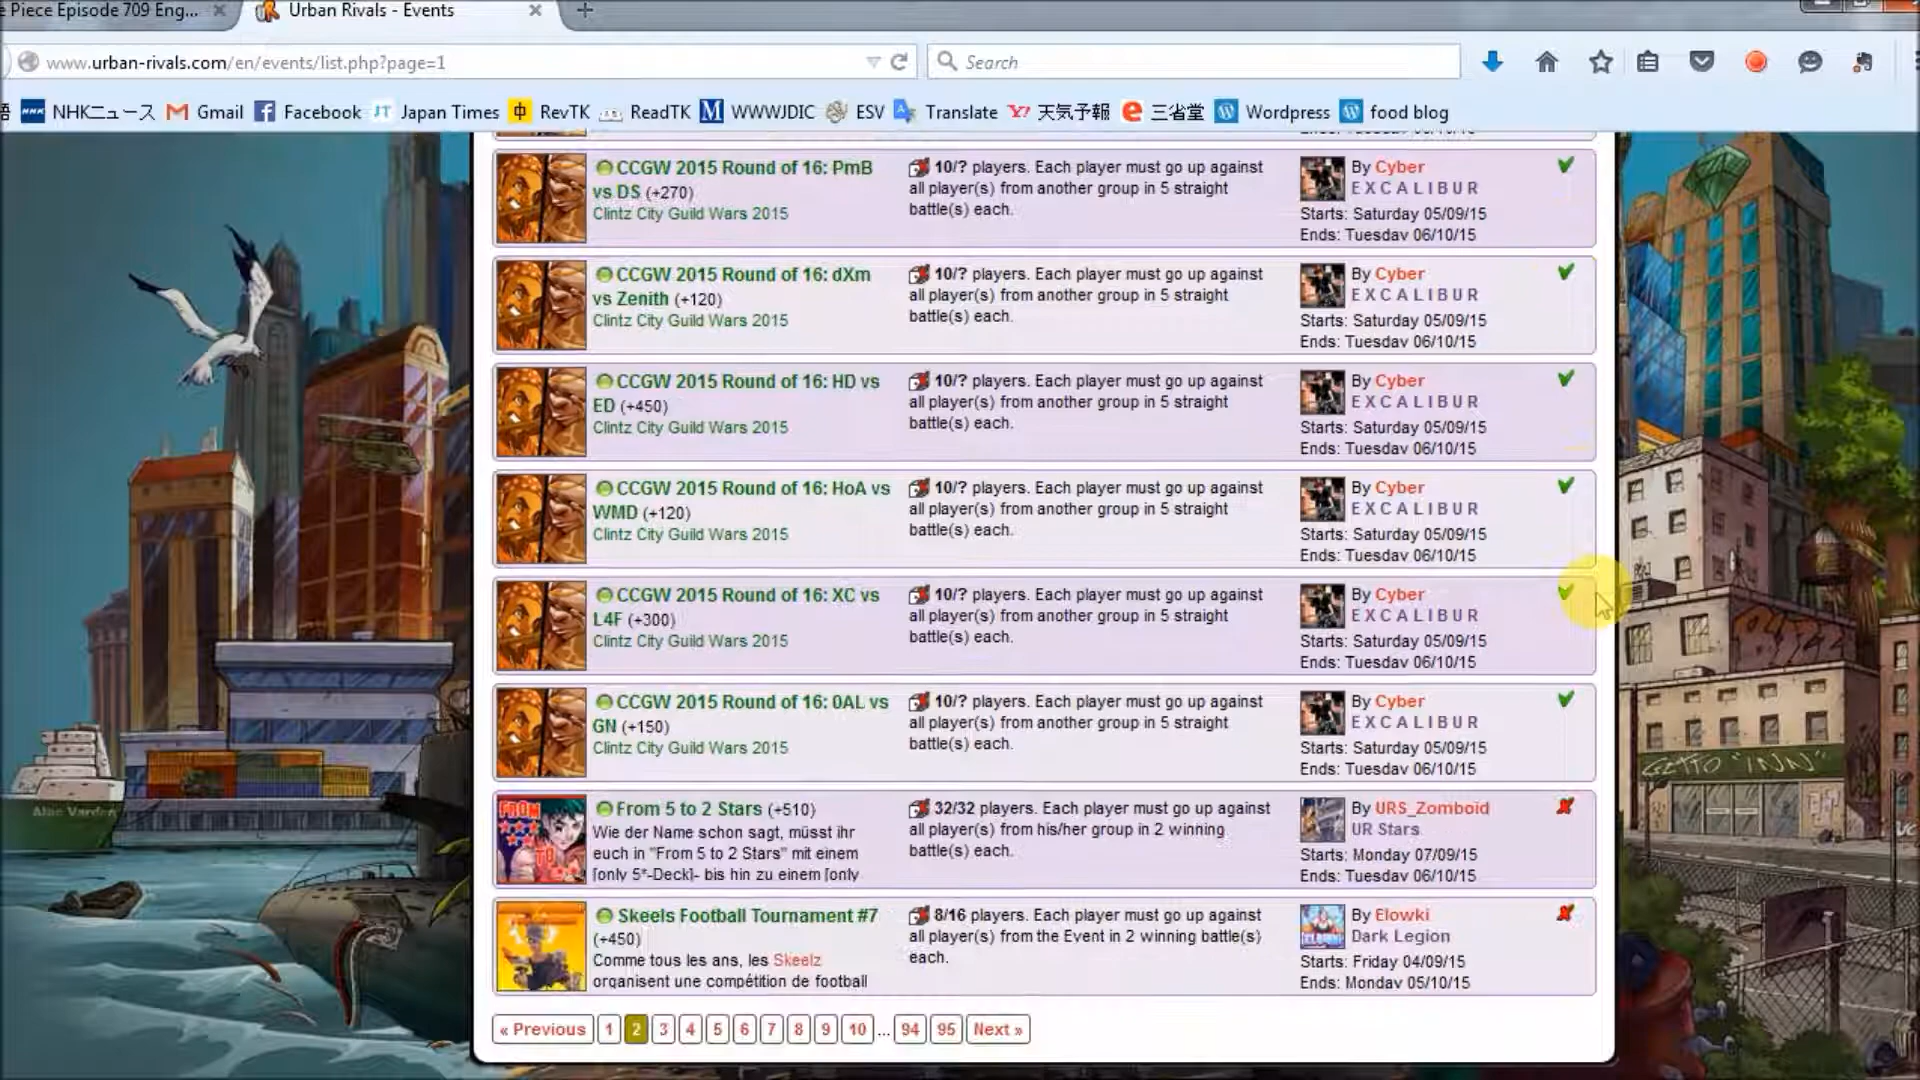 e Piece Episode 709 Eng...
Urban Rivals - Events
www.urban-rivals.com/en/events/list.php?page=1
Search
語 NHKニュース Gmail Facebook Japan Times RevTK ReadTK WWWJDIC ESV Translate 天気予報 三省堂 Wordpress food blog
CCGW 2015 Round of 16: PmB
vs DS (+270)
Clintz City Guild Wars 2015
10/? players. Each player must go up against
all player(s) from another group in 5 straight
battle(s) each.
By Cyber
EXCALIBUR
Starts: Saturday 05/09/15
Ends: Tuesday 06/10/15
CCGW 2015 Round of 16: dXm
vs Zenith (+120)
Clintz City Guild Wars 2015
10/? players. Each player must go up against
all player(s) from another group in 5 straight
battle(s) each.
By Cyber
EXCALIBUR
Starts: Saturday 05/09/15
Ends: Tuesday 06/10/15
CCGW 2015 Round of 16: HD vs
ED (+450)
Clintz City Guild Wars 2015
10/? players. Each player must go up against
all player(s) from another group in 5 straight
battle(s) each.
By Cyber
EXCALIBUR
Starts: Saturday 05/09/15
Ends: Tuesday 06/10/15
CCGW 2015 Round of 16: HoA vs
WMD (+120)
Clintz City Guild Wars 2015
10/? players. Each player must go up against
all player(s) from another group in 5 straight
battle(s) each.
By Cyber
EXCALIBUR
Starts: Saturday 05/09/15
Ends: Tuesday 06/10/15
CCGW 2015 Round of 16: XC vs
L4F (+300)
Clintz City Guild Wars 2015
10/? players. Each player must go up against
all player(s) from another group in 5 straight
battle(s) each.
By Cyber
EXCALIBUR
Starts: Saturday 05/09/15
Ends: Tuesday 06/10/15
CCGW 2015 Round of 16: 0AL vs
GN (+150)
Clintz City Guild Wars 2015
10/? players. Each player must go up against
all player(s) from another group in 5 straight
battle(s) each.
By Cyber
EXCALIBUR
Starts: Saturday 05/09/15
Ends: Tuesday 06/10/15
FROM
TO
From 5 to 2 Stars (+510)
Wie der Name schon sagt, müsst ihr
euch in "From 5 to 2 Stars" mit einem
[only 5*-Deck]- bis hin zu einem [only
32/32 players. Each player must go up against
all player(s) from his/her group in 2 winning
battle(s) each.
By URS_Zomboid
UR Stars
Starts: Monday 07/09/15
Ends: Tuesday 06/10/15
Skeels Football Tournament #7
(+450)
Comme tous les ans, les Skeelz
organisent une compétition de football
8/16 players. Each player must go up against
all player(s) from the Event in 2 winning battle(s)
each.
By Elowki
Dark Legion
Starts: Friday 04/09/15
Ends: Monday 05/10/15
« Previous 1 2 3 4 5 6 7 8 9 10 ... 94 95 Next »
Aloe Varden
GHTTO "INN"